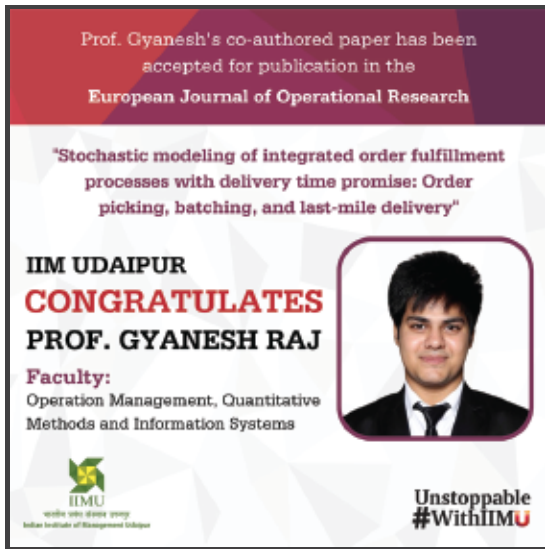 Prof. Gyanesh's co-authored paper has been
accepted for publication in the
European Journal of Operational Research
"Stochastic modeling of integrated order fulfillment
processes with delivery time promise: Order
picking, batching, and last-mile delivery"
IIM UDAIPUR
CONGRATULATES
PROF. GYANESH RAJ
Faculty:
Operation Management, Quantitative
Methods and Information Systems
IIMU
भारतीय प्रबंध संस्थान उदयपुर
Indian Institute of Management Udaipur
Unstoppable
#WithIIMU